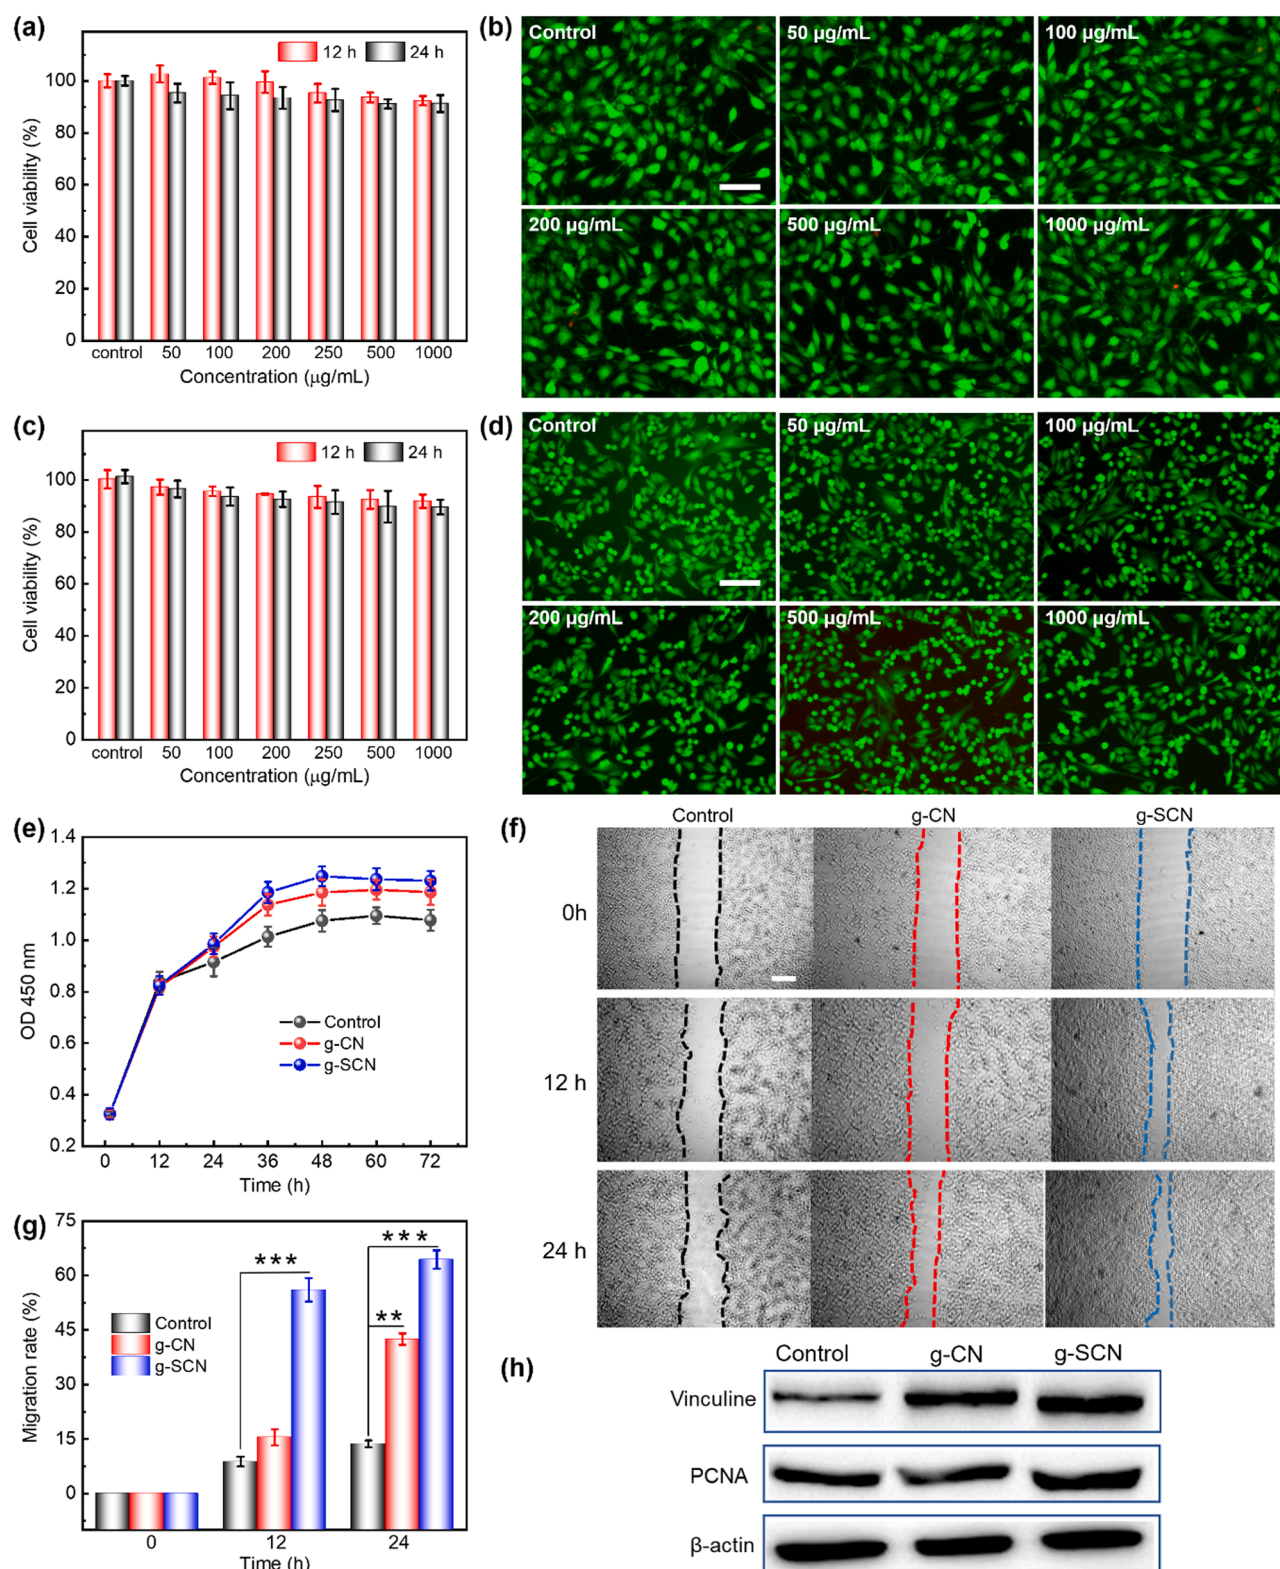 (a)
12 h
24 h
Cell viability (%)
100
80
60
40
20
0
control 50 100 200 250 500 1000
Concentration (μg/mL)
(b)
Control
50 μg/mL
100 μg/mL
200 μg/mL
500 μg/mL
1000 μg/mL
(c)
12 h
24 h
Cell viability (%)
100
80
60
40
20
0
control 50 100 200 250 500 1000
Concentration (μg/mL)
(d)
Control
50 μg/mL
100 μg/mL
200 μg/mL
500 μg/mL
1000 μg/mL
(e)
OD 450 nm
1.4
1.2
1.0
0.8
0.6
0.4
0.2
Control
g-CN
g-SCN
0 12 24 36 48 60 72
Time (h)
(f)
Control
g-CN
g-SCN
0h
12 h
24 h
(g)
Migration rate (%)
75
60
45
30
15
0
Control
g-CN
g-SCN
***
***
**
0 12 24
Time (h)
(h)
Control g-CN g-SCN
Vinculine
PCNA
β-actin